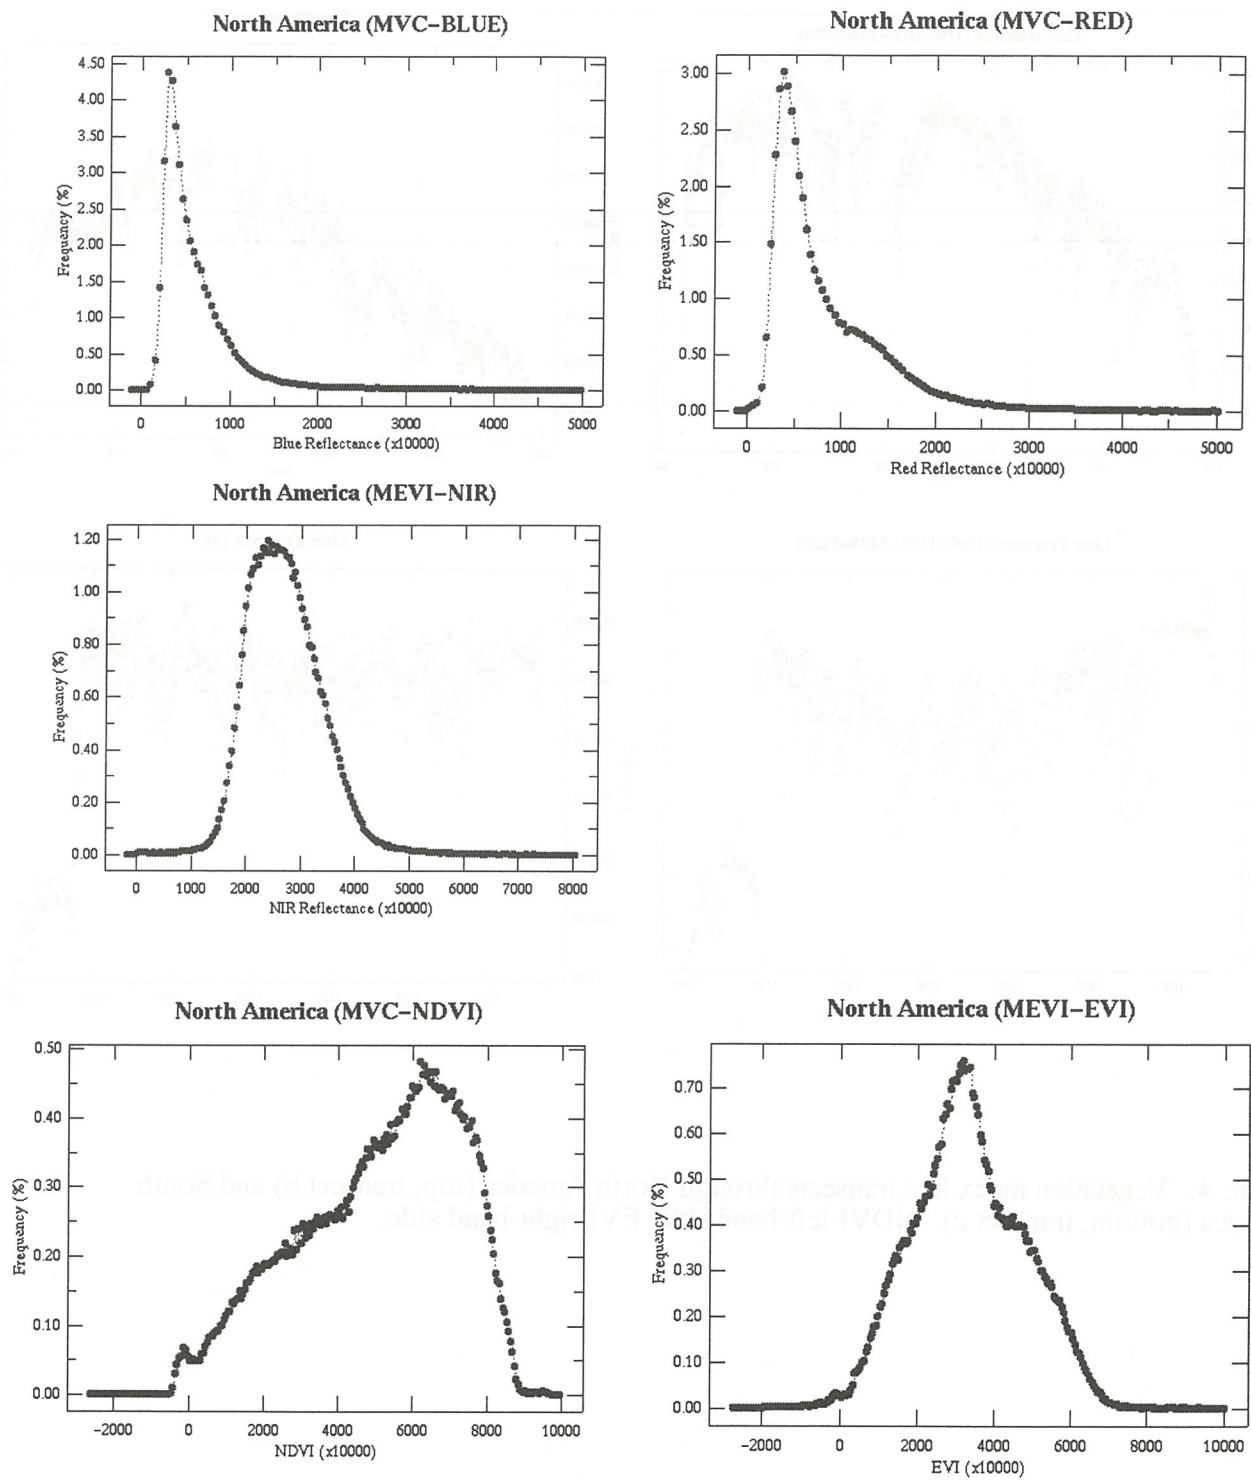 North America (MVC–BLUE)
4.50
4.00
3.50
4.00
2.50
2.00
1.50
1.00
0.50
0.00
Frequency (%)
0 1000 2000 3000 4000 5000
Blue Reflectance (x10000)
North America (MVC–RED)
3.00
2.50
2.00
1.50
1.00
0.50
0.00
Frequency (%)
0 1000 2000 3000 4000 5000
Red Reflectance (x10000)
North America (MEVI–NIR)
1.20
1.00
0.80
0.60
0.40
0.20
0.00
Frequency (%)
0 1000 2000 3000 4000 5000 6000 7000 8000
NIR Reflectance (x10000)
North America (MVC–NDVI)
0.50
0.40
0.30
0.20
0.10
0.00
Frequency (%)
−2000 0 2000 4000 6000 8000 10000
NDVI (x10000)
North America (MEVI–EVI)
0.70
0.60
0.50
0.40
0.30
0.20
0.10
0.00
Frequency (%)
−2000 0 2000 4000 6000 8000 10000
EVI (x10000)